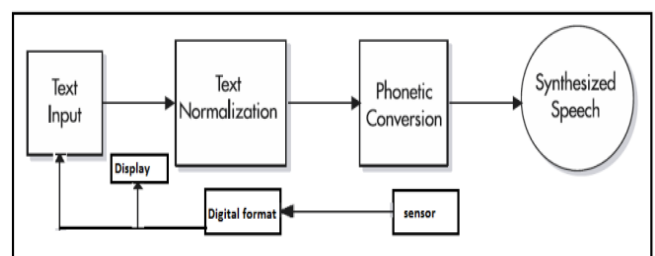 Text
Input
Text
Normalization
Phonetic
Conversion
Synthesized
Speech
Display
Digital format
sensor